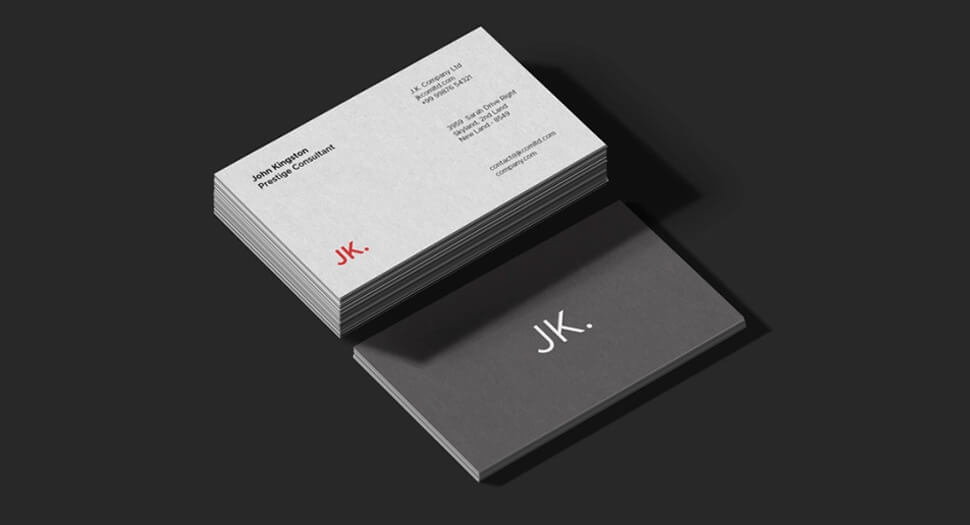 J.K. Company Ltd
jkcomltd.com
+99 99876 54321
3959 Sarah Drive Right
Skyland, 2nd Land
New Land - 8549
contact@jkcomltd.com
company.com
John Kingston
Prestige Consultant
JK.
JK.